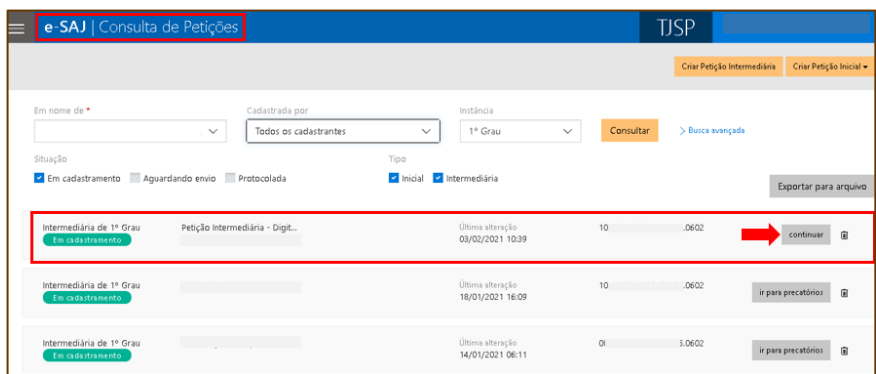 e-SAJ | Consulta de Petições
TJSP
Criar Petição Intermediária
Criar Petição Inicial
Em nome de *
Cadastrada por
Instância
Todos os cadastrantes
1º Grau
Consultar
> Busca avançada
Situação
Tipo
Em cadastramento
Aguardando envio
Protocolada
Inicial
Intermediária
Exportar para arquivo
Intermediária de 1º Grau
Petição Intermediária - Digit...
Última alteração
10 .0602
continuar
Em cadastramento
03/02/2021 10:39
Intermediária de 1º Grau
Última alteração
10 .0602
ir para precatórios
Em cadastramento
18/01/2021 16:09
Intermediária de 1º Grau
Última alteração
.0602
ir para precatórios
Em cadastramento
14/01/2021 06:11